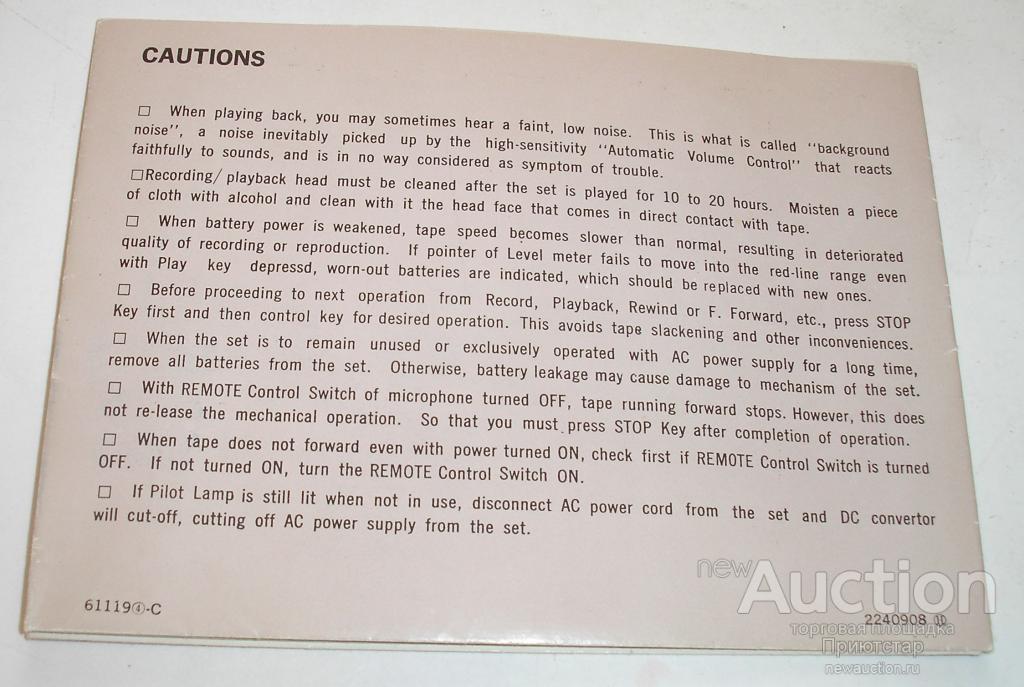 CAUTIONS
□ When playing back, you may sometimes hear a faint, low noise. This is what is called "background
noise", a noise inevitably picked up by the high-sensitivity "Automatic Volume Control" that reacts
faithfully to sounds, and is in no way considered as symptom of trouble.
□Recording/ playback head must be cleaned after the set is played for 10 to 20 hours. Moisten a piece
of cloth with alcohol and clean with it the head face that comes in direct contact with tape.
□ When battery power is weakened, tape speed becomes slower than normal, resulting in deteriorated
quality of recording or reproduction. If pointer of Level meter fails to move into the red-line range even
with Play key depressd, worn-out batteries are indicated, which should be replaced with new ones.
□ Before proceeding to next operation from Record, Playback, Rewind or F. Forward, etc., press STOP
Key first and then control key for desired operation. This avoids tape slackening and other inconveniences.
□ When the set is to remain unused or exclusively operated with AC power supply for a long time,
remove all batteries from the set. Otherwise, battery leakage may cause damage to mechanism of the set.
□ With REMOTE Control Switch of microphone turned OFF, tape running forward stops. However, this does
not re-lease the mechanical operation. So that you must press STOP Key after completion of operation.
□ When tape does not forward even with power turned ON, check first if REMOTE Control Switch is turned
OFF. If not turned ON, turn the REMOTE Control Switch ON.
□ If Pilot Lamp is still lit when not in use, disconnect AC power cord from the set and DC convertor
will cut-off, cutting off AC power supply from the set.
61119④-C
2240908
newAuction
торговая площадка
Приютстар
newauction.ru